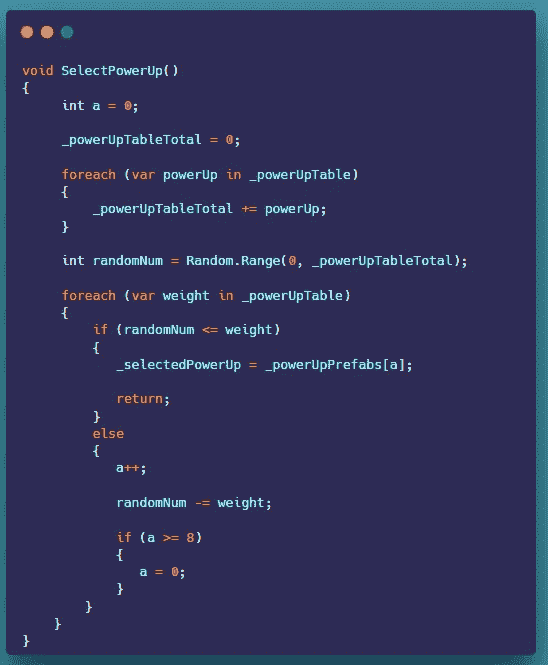 void SelectPowerUp()
{
int a = 0;
_powerUpTableTotal = 0;
foreach (var powerUp in _powerUpTable)
{
_powerUpTableTotal += powerUp;
}
int randomNum = Random.Range(0, _powerUpTableTotal);
foreach (var weight in _powerUpTable)
{
if (randomNum <= weight)
{
_selectedPowerUp = _powerUpPrefabs[a];
return;
}
else
{
a++;
randomNum -= weight;
if (a >= 8)
{
a = 0;
}
}
}
}